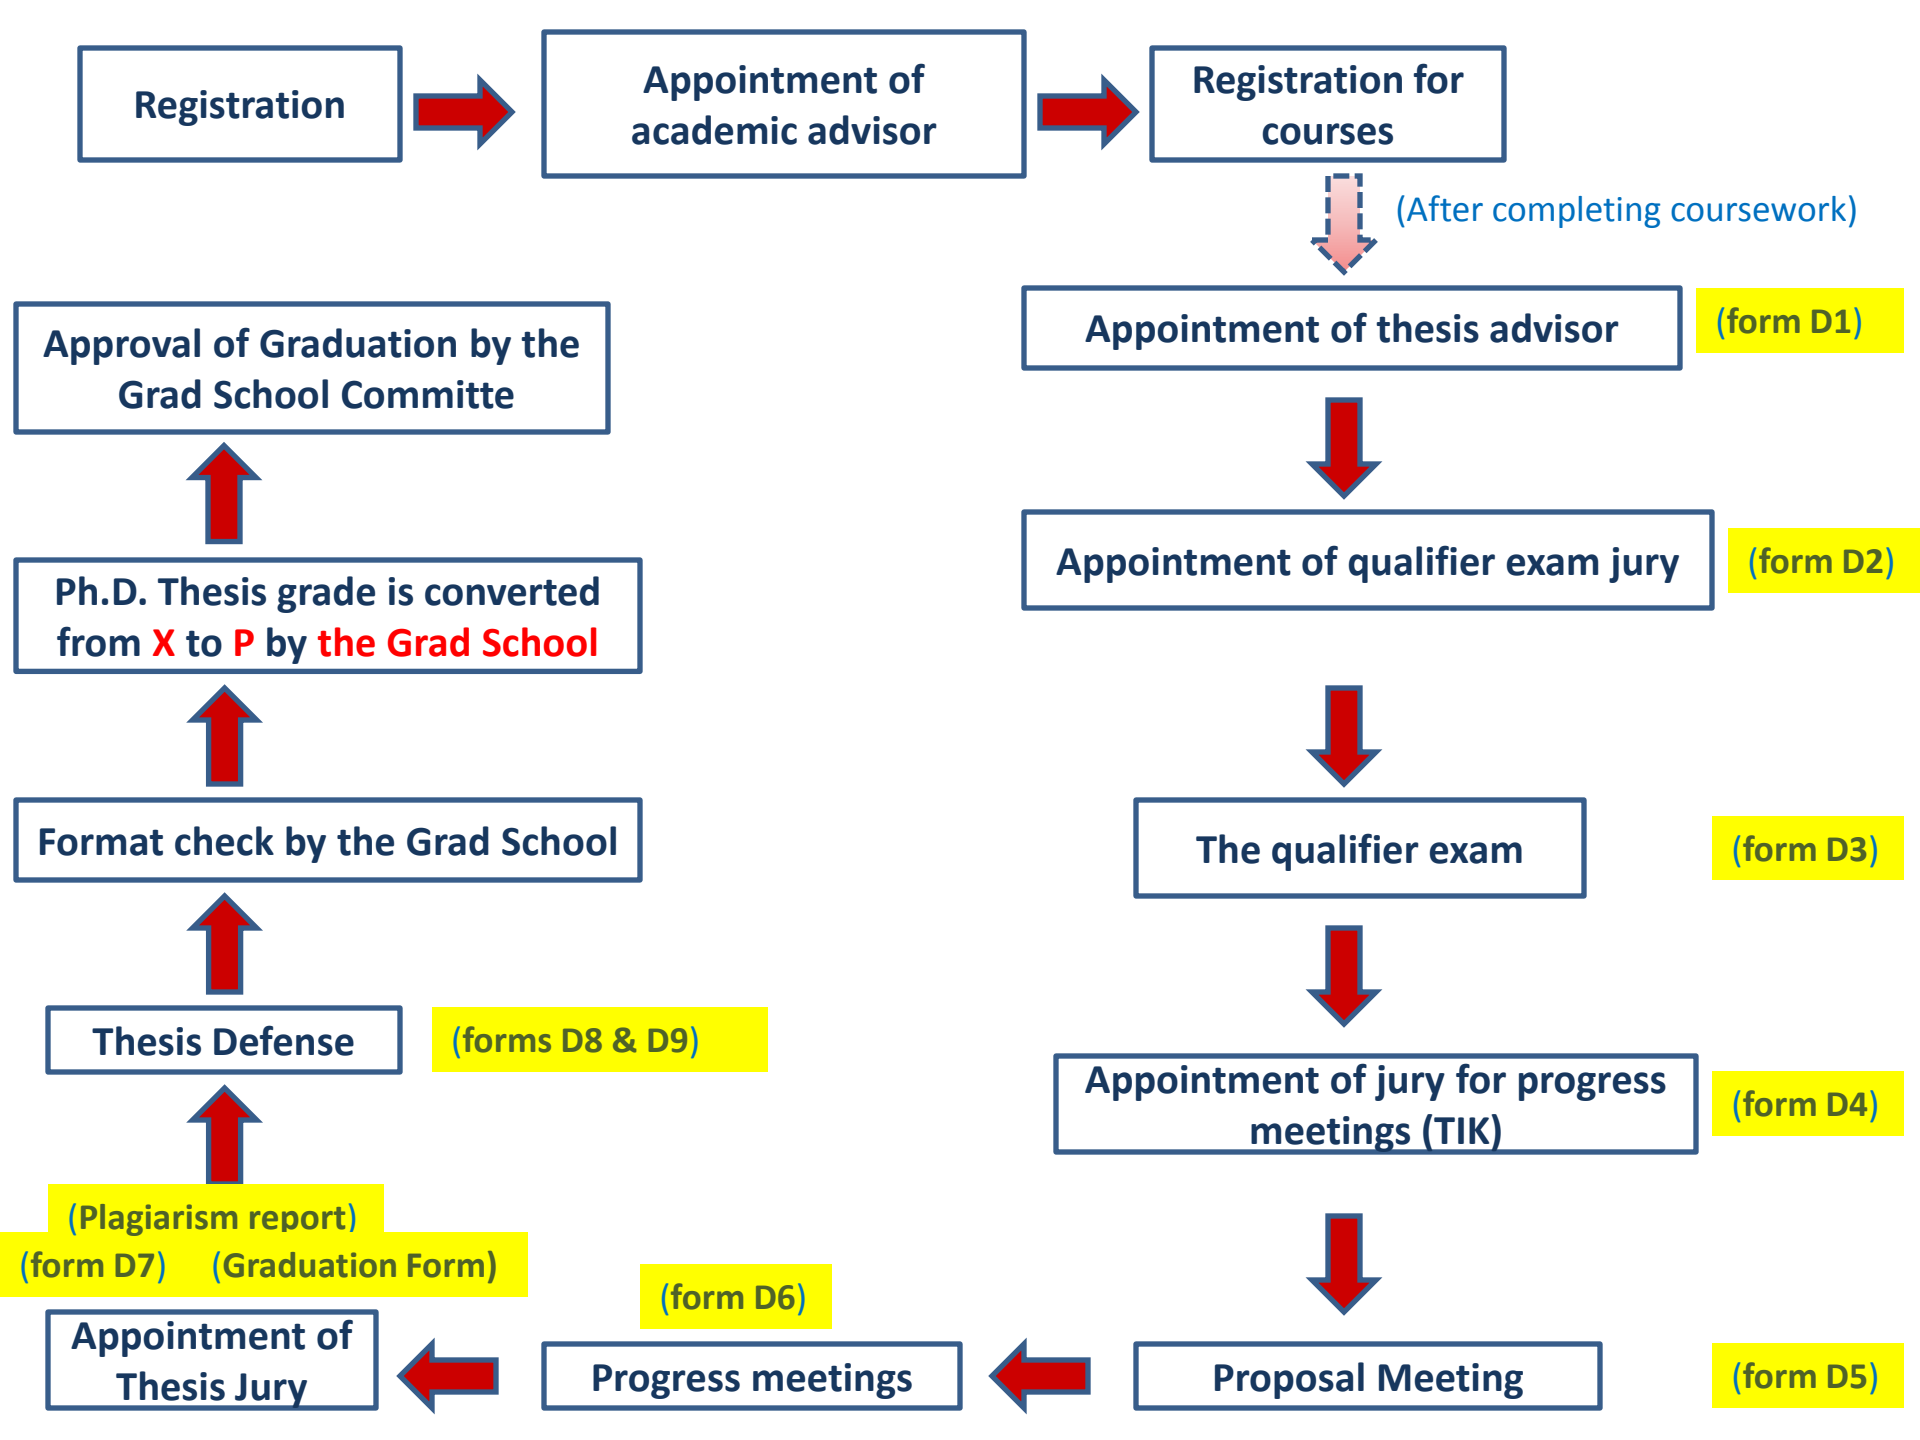 Registration
Appointment of
academic advisor
Registration for
courses
(After completing coursework)
Appointment of thesis advisor
(form D1)
Appointment of qualifier exam jury
(form D2)
The qualifier exam
(form D3)
Appointment of jury for progress
meetings (TIK)
(form D4)
Proposal Meeting
(form D5)
Progress meetings
(form D6)
Appointment of
Thesis Jury
(form D7) (Graduation Form)
(Plagiarism report)
Thesis Defense
(forms D8 & D9)
Format check by the Grad School
Ph.D. Thesis grade is converted
from X to P by the Grad School
Approval of Graduation by the
Grad School Committe